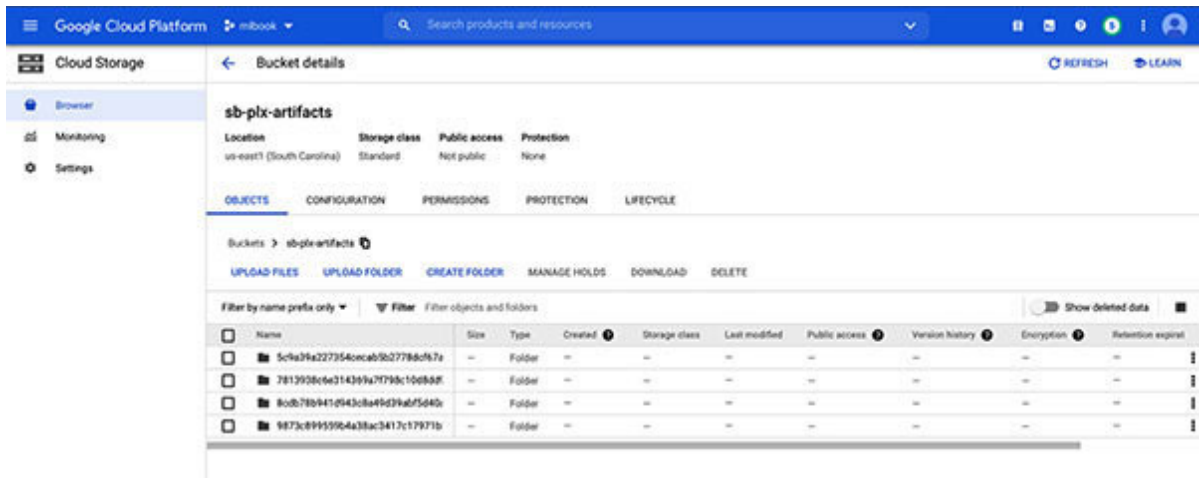 Google Cloud Platform mlbook Search products and resources
Cloud Storage Bucket details REFRESH LEARN
Browser
Monitoring
Settings
sb-plx-artifacts
Location Storage class Public access Protection
us-east1 (South Carolina) Standard Not public None
OBJECTS CONFIGURATION PERMISSIONS PROTECTION LIFECYCLE
Buckets > sb-plx-artifacts
UPLOAD FILES UPLOAD FOLDER CREATE FOLDER MANAGE HOLDS DOWNLOAD DELETE
Filter by name prefix only Filter Filter objects and folders Show deleted data
Name Size Type Created Storage class Last modified Public access Version history Encryption Retention expirat
– Folder – – – – – – –
– Folder – – – – – – –
– Folder – – – – – – –
– Folder – – – – – – –